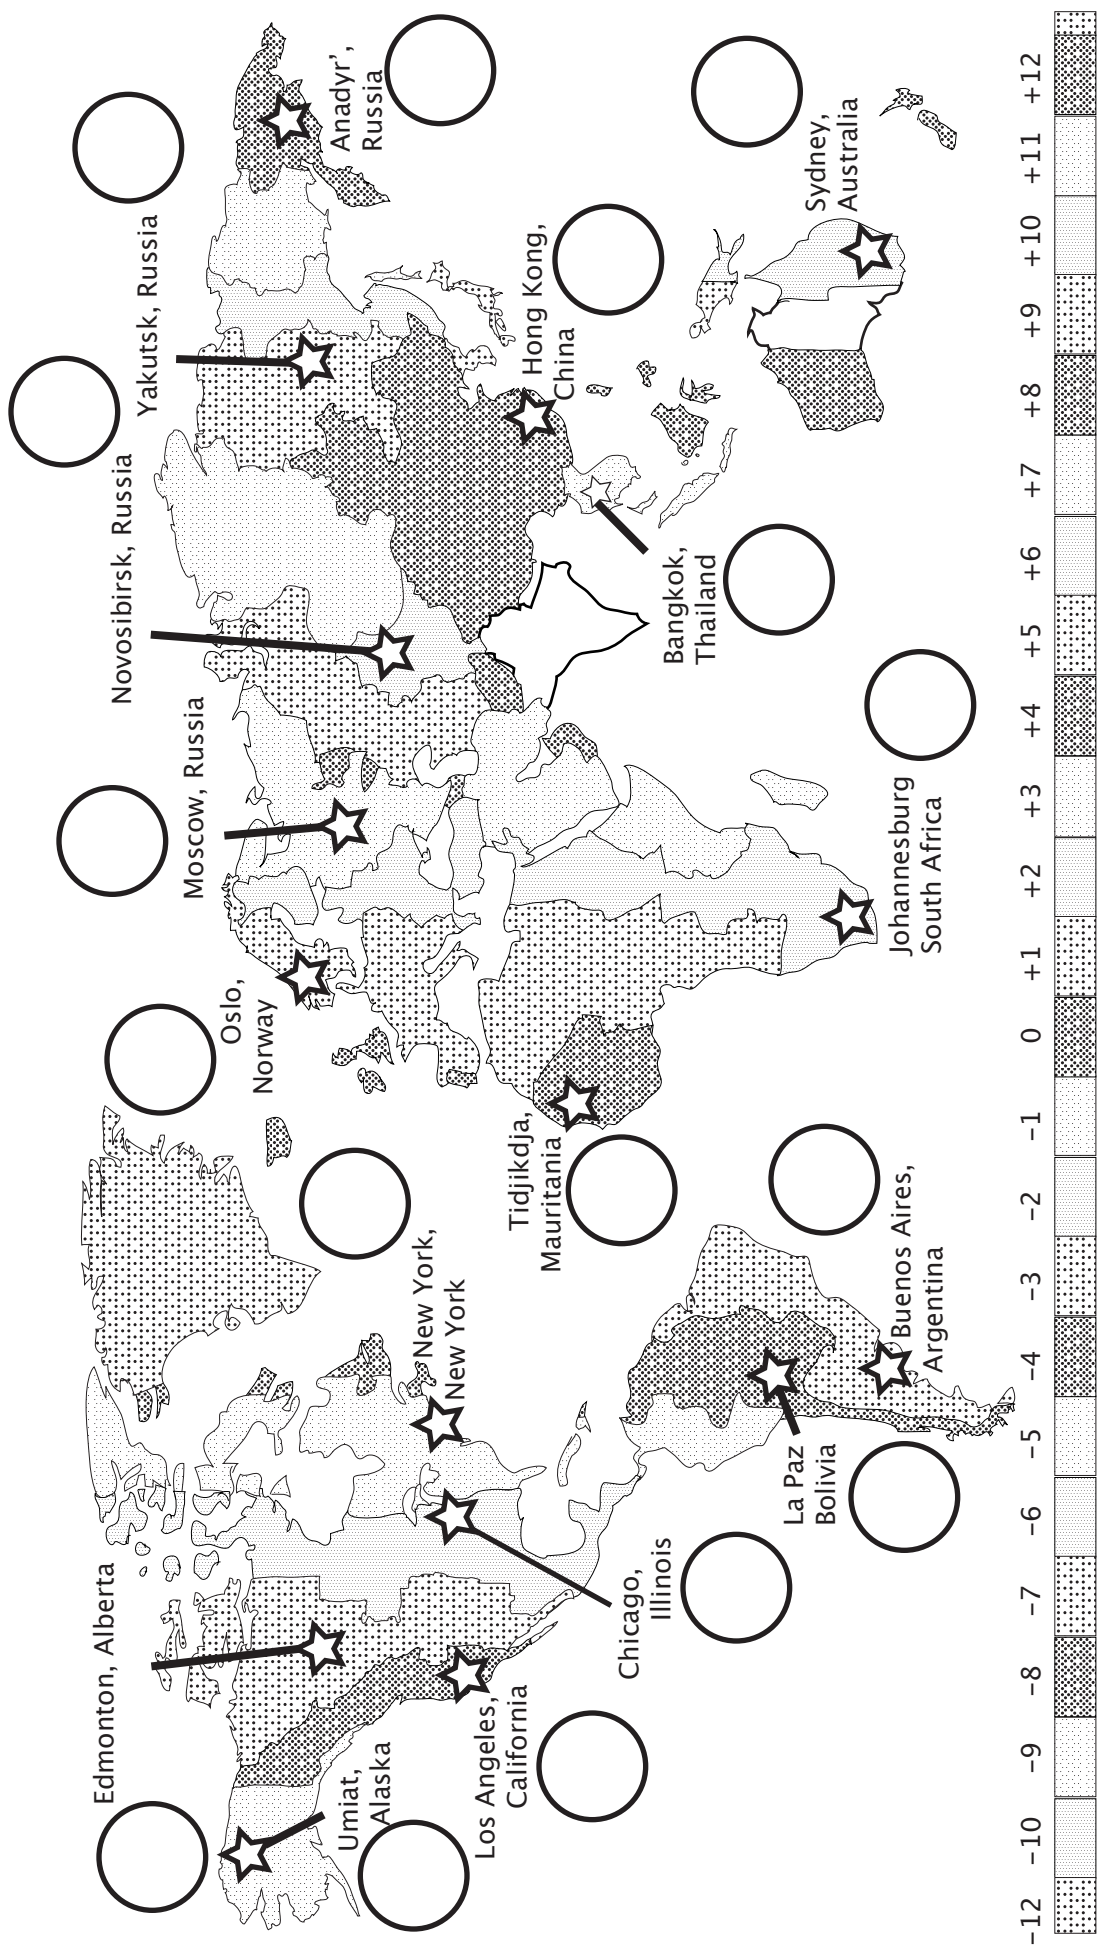 Edmonton, Alberta
Umiat,
Alaska
Los Angeles,
California
Chicago,
Illinois
New York,
New York
La Paz
Bolivia
Buenos Aires,
Argentina
Tidjikdja,
Mauritania
Oslo,
Norway
Moscow, Russia
Johannesburg
South Africa
Novosibirsk, Russia
Bangkok,
Thailand
Yakutsk, Russia
Hong Kong,
China
Anadyr',
Russia
Sydney,
Australia
−12 −10 −9 −8 −7 −6 −5 −4 −3 −2 −1 0 +1 +2 +3 +4 +5 +6 +7 +8 +9 +10 +11 +12